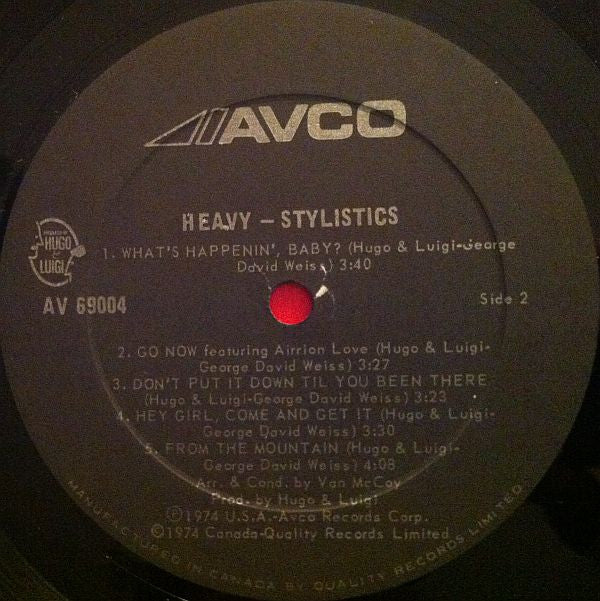 AVCO
HEAVY – STYLISTICS
PRODUCED BY
HUGO
&
LUIGI
1. WHAT'S HAPPENIN', BABY? (Hugo & Luigi-George
David Weiss) 3:40
AV 69004
Side 2
2. GO NOW featuring Airrion Love (Hugo & Luigi-
George David Weiss) 3:27
3. DON'T PUT IT DOWN TIL YOU BEEN THERE
(Hugo & Luigi-George David Weiss) 3:23
4. HEY GIRL, COME AND GET IT (Hugo & Luigi-
George David Weiss) 3:30
5. FROM THE MOUNTAIN (Hugo & Luigi-
George David Weiss) 4:08
Arr. & Cond. by Van McCoy
Prod. by Hugo & Luigi
Ⓟ1974 U.S.A.-Avco Records Corp.
©1974 Canada-Quality Records Limited
MANUFACTURED IN CANADA BY QUALITY RECORDS LIMITED